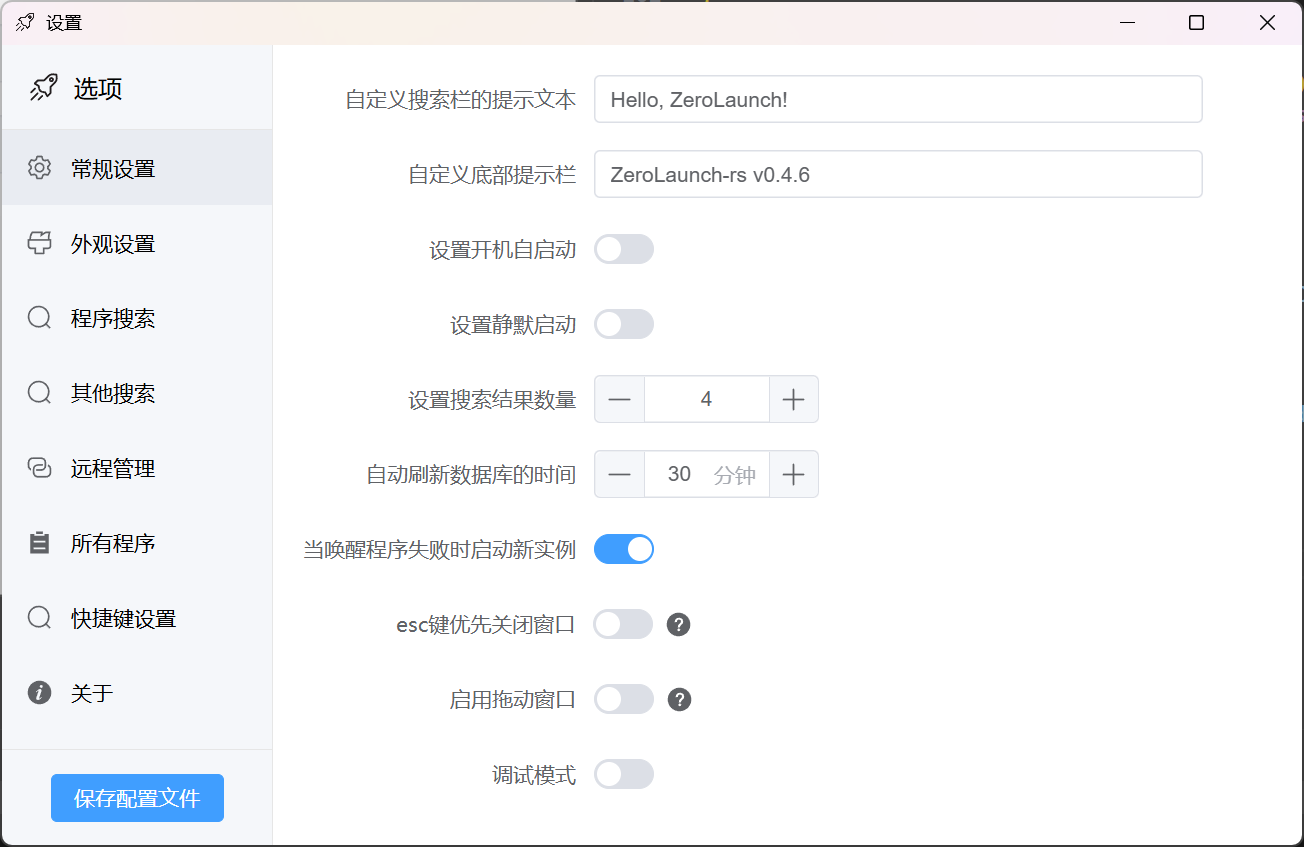 设置
选项
常规设置
外观设置
程序搜索
其他搜索
远程管理
所有程序
快捷键设置
关于
保存配置文件
自定义搜索栏的提示文本 Hello, ZeroLaunch!
自定义底部提示栏 ZeroLaunch-rs v0.4.6
设置开机自启动
设置静默启动
设置搜索结果数量 4
自动刷新数据库的时间 30 分钟
当唤醒程序失败时启动新实例
esc键优先关闭窗口
启用拖动窗口
调试模式